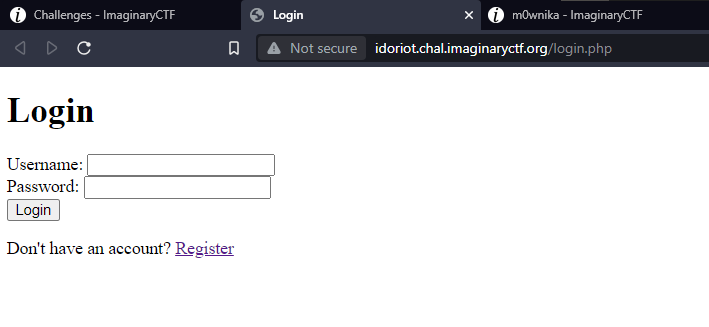 Challenges - ImaginaryCTF
Login
m0wnika - ImaginaryCTF
Not secure
idoriot.chal.imaginaryctf.org/login.php
Login
Username:
Password:
Login
Don't have an account? Register